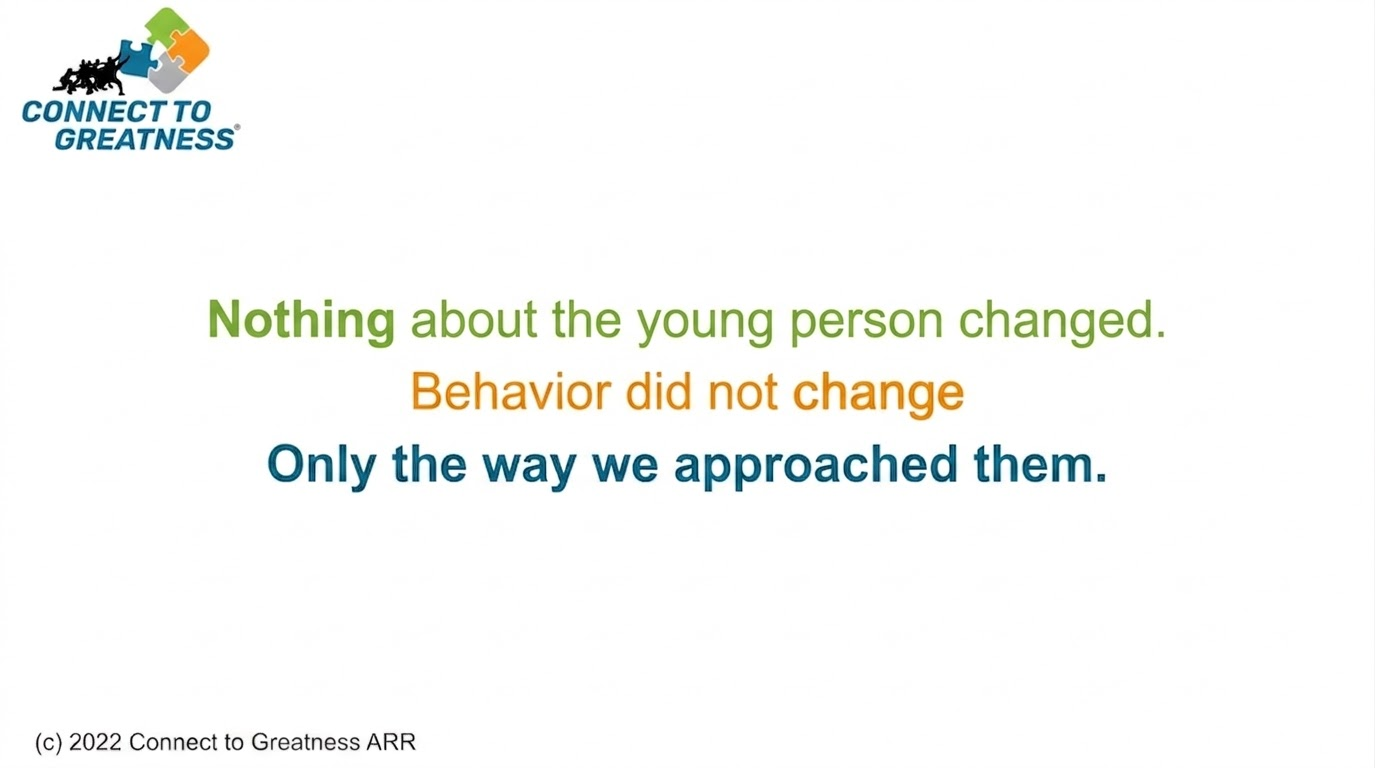 CONNECT TO
GREATNESS®
Nothing about the young person changed.
Behavior did not change
Only the way we approached them.
(c) 2022 Connect to Greatness ARR